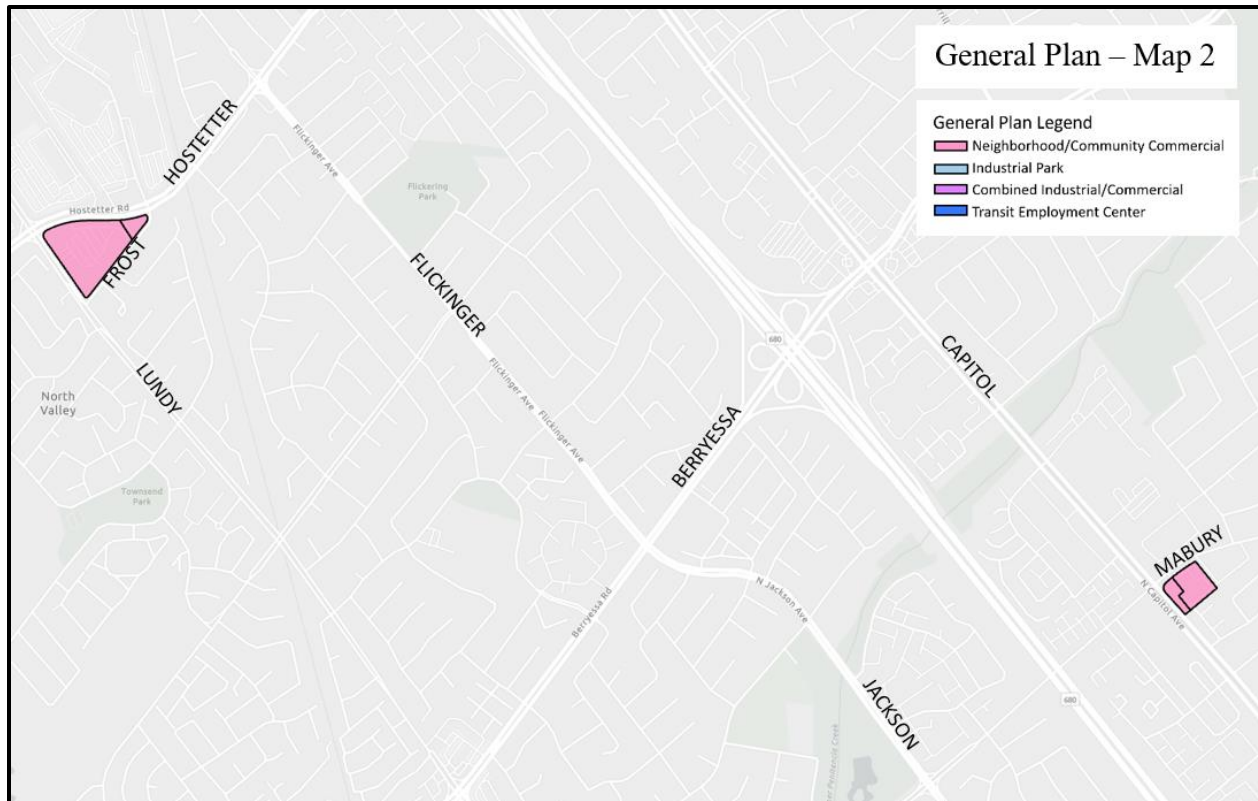 General Plan – Map 2
General Plan Legend
Neighborhood/Community Commercial
Industrial Park
Combined Industrial/Commercial
Transit Employment Center
HOSTETTER
Hostetter Rd
FROST
LUNDY
North
Valley
Townsend
Park
Flickinger Ave
Flickering
Park
FLICKINGER
Flickinger Ave
Flickinger Ave
BERRYESSA
Berryessa Rd
680
CAPITOL
MABURY
N Capitol Ave
N Jackson Ave
JACKSON
680
Penitencia Creek